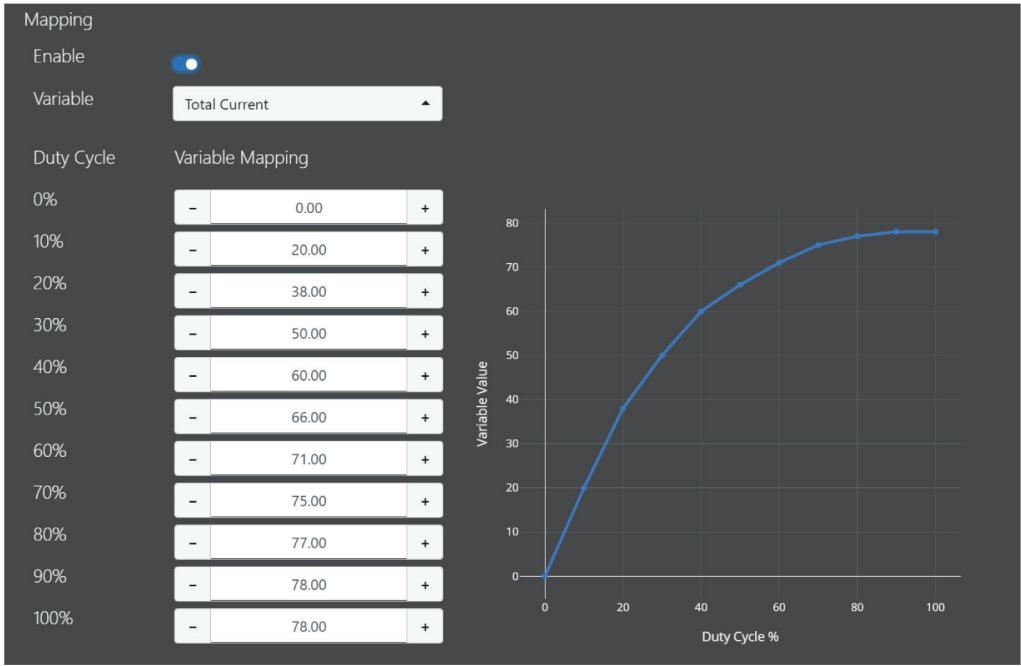 Mapping
Enable
Variable
Total Current
Duty Cycle Variable Mapping
0% - 0.00 +
10% - 20.00 +
20% - 38.00 +
30% - 50.00 +
40% - 60.00 +
50% - 66.00 +
60% - 71.00 +
70% - 75.00 +
80% - 77.00 +
90% - 78.00 +
100% - 78.00 +
80
70
60
50
40
30
20
10
0
Variable Value
0 20 40 60 80 100
Duty Cycle %